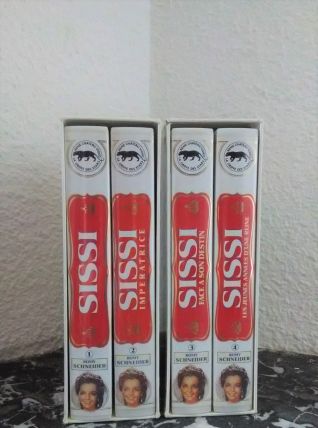 SISSI
1
ROMY
SCHNEIDER
SISSI
IMPERATRICE
2
ROMY
SCHNEIDER
SISSI
FACE A SON DESTIN
3
ROMY
SCHNEIDER
SISSI
LES JEUNES ANNEES D'UNE REINE
4
ROMY
SCHNEIDER